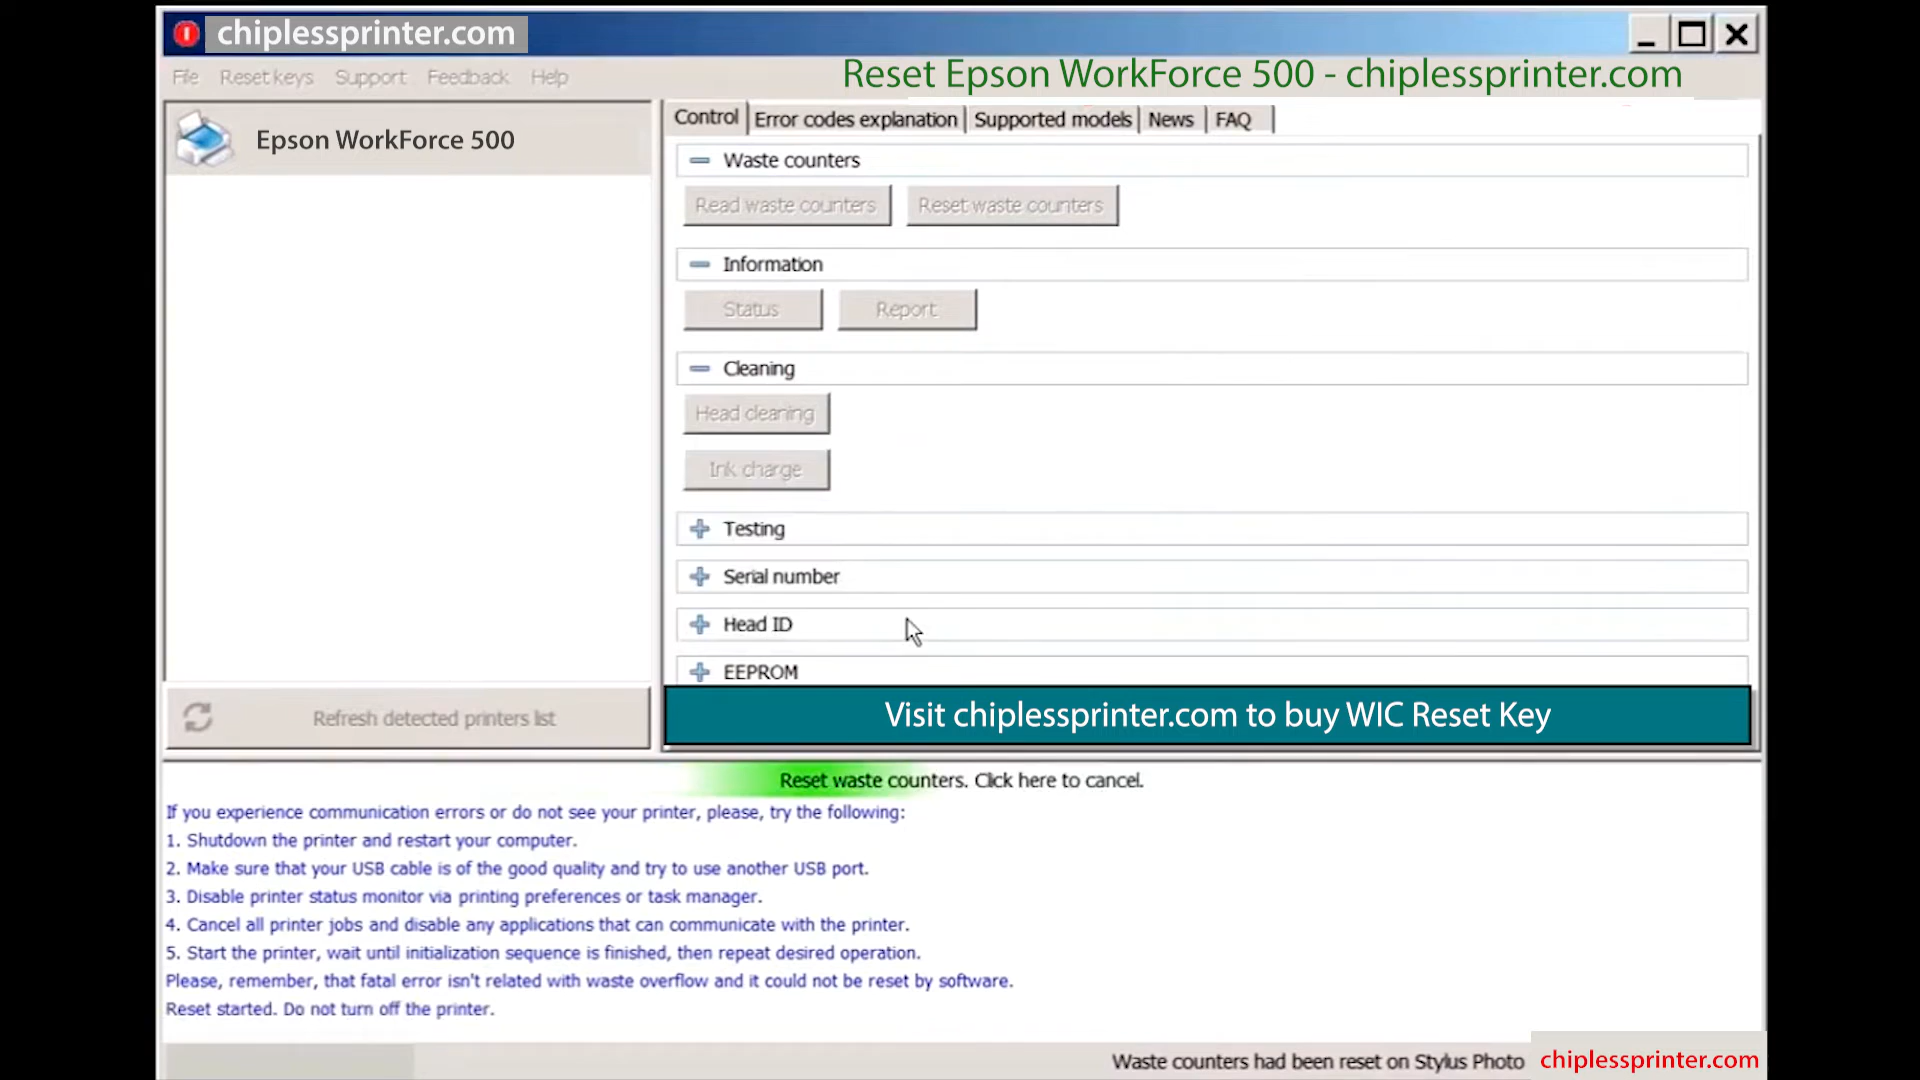 chiplessprinter.com
File Reset keys Support Feedback Help
Reset Epson WorkForce 500 - chiplessprinter.com
Epson WorkForce 500
Control Error codes explanation Supported models News FAQ
Waste counters
Read waste counters Reset waste counters
Information
Status Report
Cleaning
Head cleaning
Ink charge
Testing
Serial number
Head ID
EEPROM
Refresh detected printers list
Visit chiplessprinter.com to buy WIC Reset Key
Reset waste counters. Click here to cancel.
If you experience communication errors or do not see your printer, please, try the following:
1. Shutdown the printer and restart your computer.
2. Make sure that your USB cable is of the good quality and try to use another USB port.
3. Disable printer status monitor via printing preferences or task manager.
4. Cancel all printer jobs and disable any applications that can communicate with the printer.
5. Start the printer, wait until initialization sequence is finished, then repeat desired operation.
Please, remember, that fatal error isn't related with waste overflow and it could not be reset by software.
Reset started. Do not turn off the printer.
Waste counters had been reset on Stylus Photo chiplessprinter.com